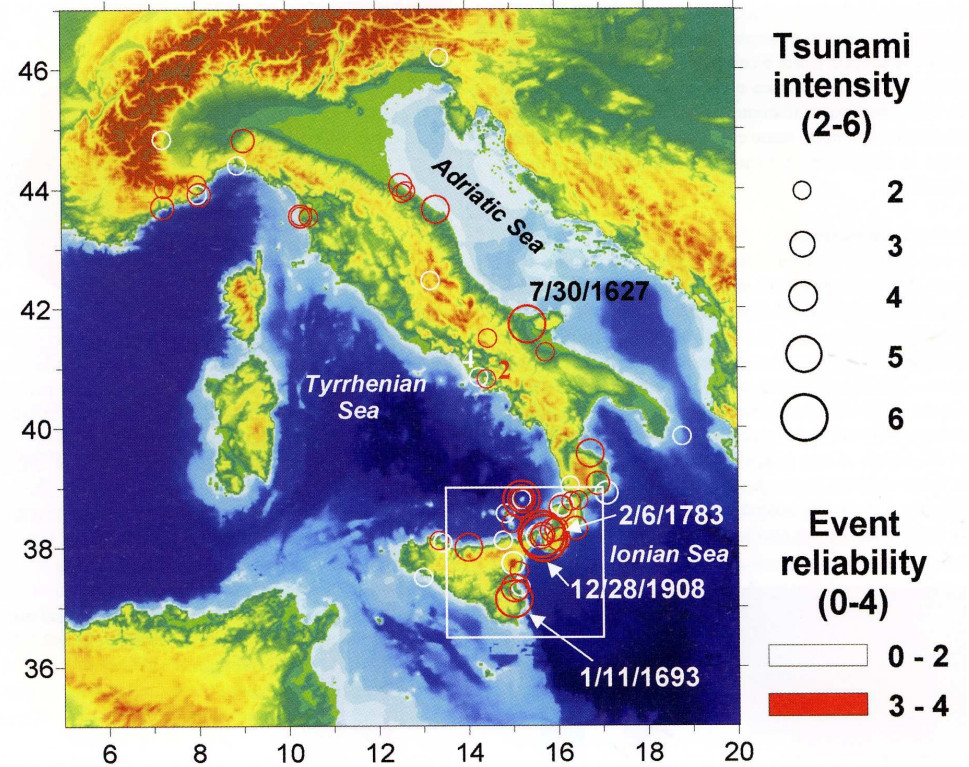 46
44
42
40
38
36
6
8
10
12
14
16
18
20
Adriatic Sea
7/30/1627
2
Tyrrhenian
Sea
2/6/1783
Ionian Sea
12/28/1908
1/11/1693
Tsunami
intensity
(2-6)
2
3
4
5
6
Event
reliability
(0-4)
0 - 2
3 - 4